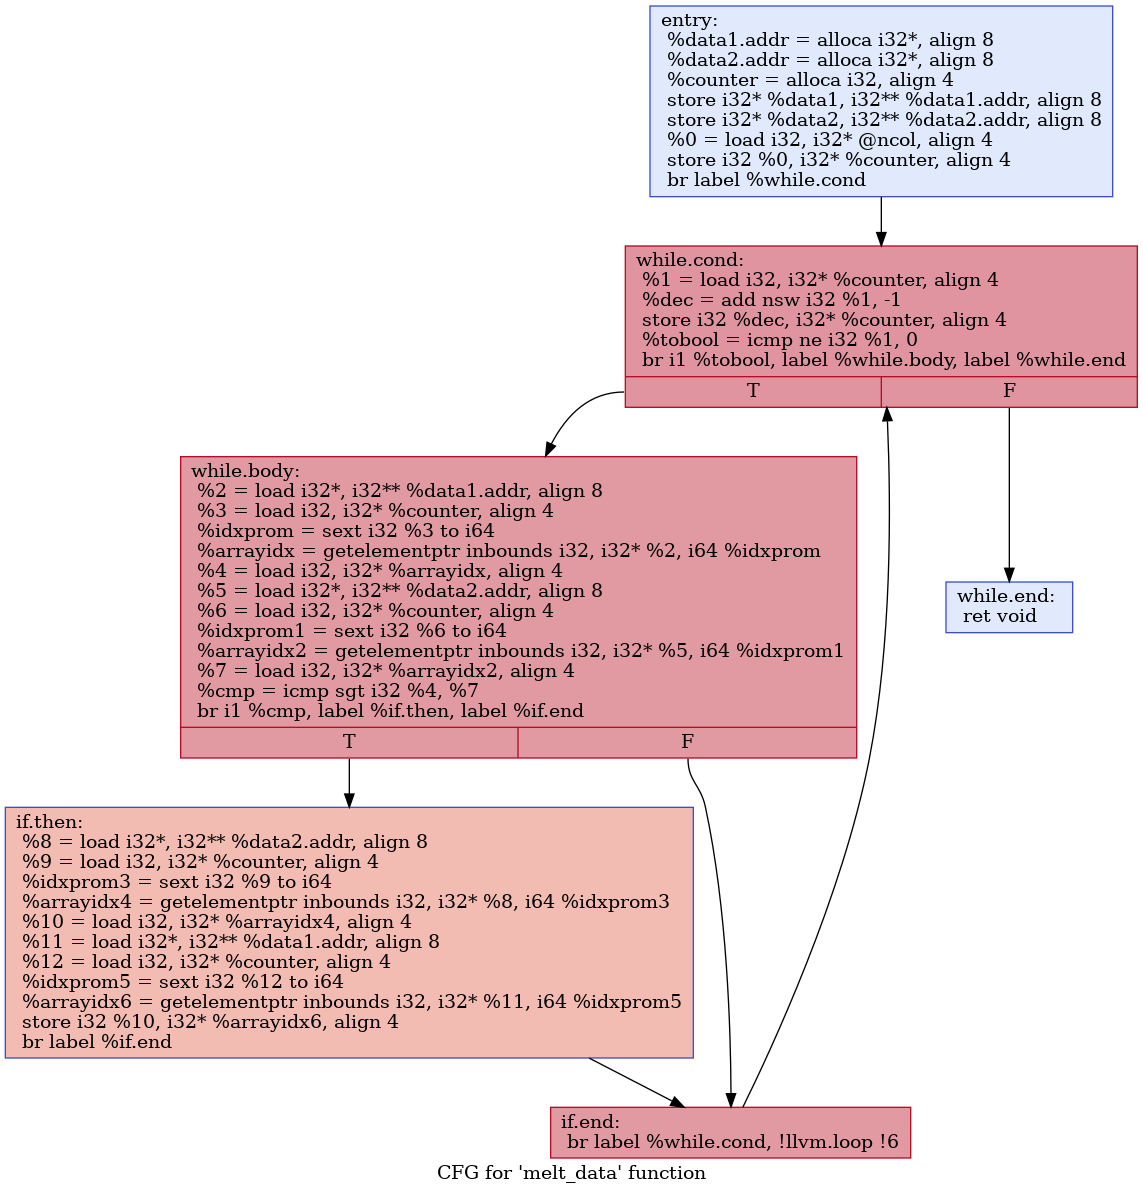 entry:
%data1.addr = alloca i32*, align 8
%data2.addr = alloca i32*, align 8
%counter = alloca i32, align 4
store i32* %data1, i32** %data1.addr, align 8
store i32* %data2, i32** %data2.addr, align 8
%0 = load i32, i32* @ncol, align 4
store i32 %0, i32* %counter, align 4
br label %while.cond
while.cond:
%1 = load i32, i32* %counter, align 4
%dec = add nsw i32 %1, -1
store i32 %dec, i32* %counter, align 4
%tobool = icmp ne i32 %1, 0
br i1 %tobool, label %while.body, label %while.end
T F
while.body:
%2 = load i32*, i32** %data1.addr, align 8
%3 = load i32, i32* %counter, align 4
%idxprom = sext i32 %3 to i64
%arrayidx = getelementptr inbounds i32, i32* %2, i64 %idxprom
%4 = load i32, i32* %arrayidx, align 4
%5 = load i32*, i32** %data2.addr, align 8
%6 = load i32, i32* %counter, align 4
%idxprom1 = sext i32 %6 to i64
%arrayidx2 = getelementptr inbounds i32, i32* %5, i64 %idxprom1
%7 = load i32, i32* %arrayidx2, align 4
%cmp = icmp sgt i32 %4, %7
br i1 %cmp, label %if.then, label %if.end
T F
while.end:
ret void
if.then:
%8 = load i32*, i32** %data2.addr, align 8
%9 = load i32, i32* %counter, align 4
%idxprom3 = sext i32 %9 to i64
%arrayidx4 = getelementptr inbounds i32, i32* %8, i64 %idxprom3
%10 = load i32, i32* %arrayidx4, align 4
%11 = load i32*, i32** %data1.addr, align 8
%12 = load i32, i32* %counter, align 4
%idxprom5 = sext i32 %12 to i64
%arrayidx6 = getelementptr inbounds i32, i32* %11, i64 %idxprom5
store i32 %10, i32* %arrayidx6, align 4
br label %if.end
if.end:
br label %while.cond, !llvm.loop !6
CFG for 'melt_data' function